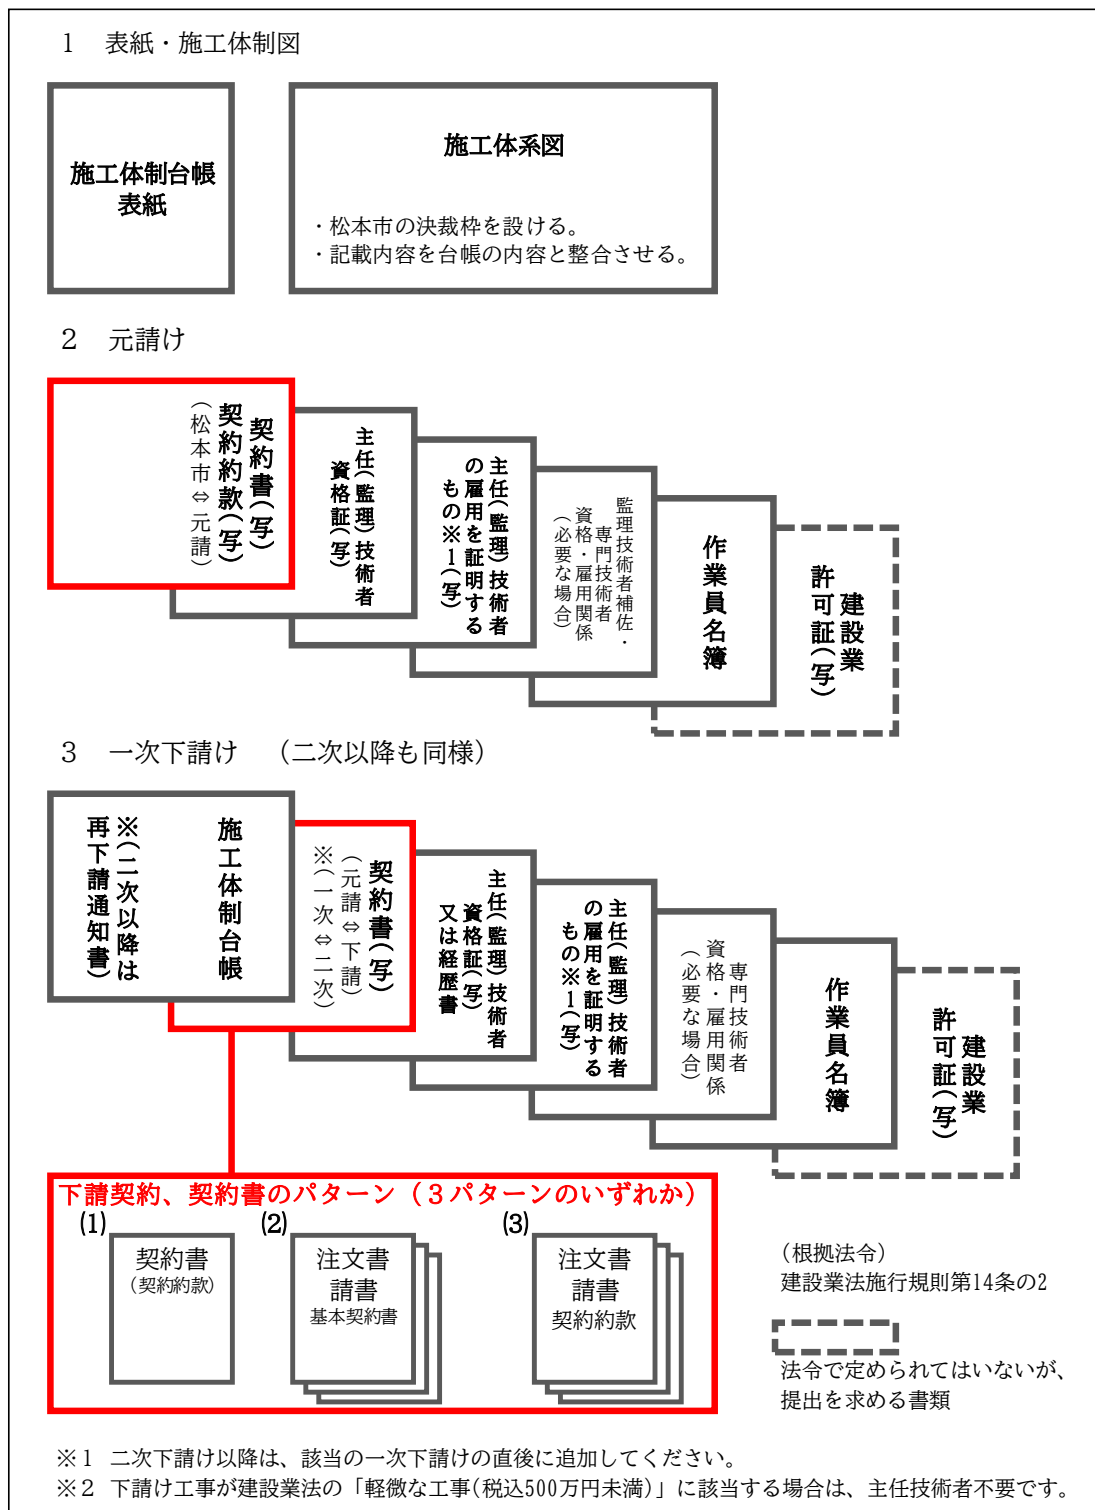 1　表紙・施工体制図
施工体制台帳
表紙
施工体系図
・松本市の決裁枠を設ける。
・記載内容を台帳の内容と整合させる。
2　元請け
契約書(写)
契約約款(写)
(松本市⇔元請)
主任(監理)技術者
資格証(写)
主任(監理)技術者
の雇用を証明する
もの※1(写)
監理技術者補佐・
専門技術者
資格・雇用関係
(必要な場合)
作業員名簿
建設業
許可証(写)
3　一次下請け　(二次以降も同様)
施工体制台帳
※(二次以降は
再下請通知書)
契約書(写)
(元請⇔下請)
※(一次⇔二次)
主任(監理)技術者
資格証(写)
又は経歴書
主任(監理)技術者
の雇用を証明する
もの※1(写)
専門技術者
資格・雇用関係
(必要な場合)
作業員名簿
建設業
許可証(写)
下請契約、契約書のパターン(3パターンのいずれか)
(1)
契約書
(契約約款)
(2)
注文書
請書
基本契約書
(3)
注文書
請書
契約約款
(根拠法令)
建設業法施行規則第14条の2
法令で定められてはいないが、
提出を求める書類
※1　二次下請け以降は、該当の一次下請けの直後に追加してください。
※2　下請け工事が建設業法の「軽微な工事(税込500万円未満)」に該当する場合は、主任技術者不要です。